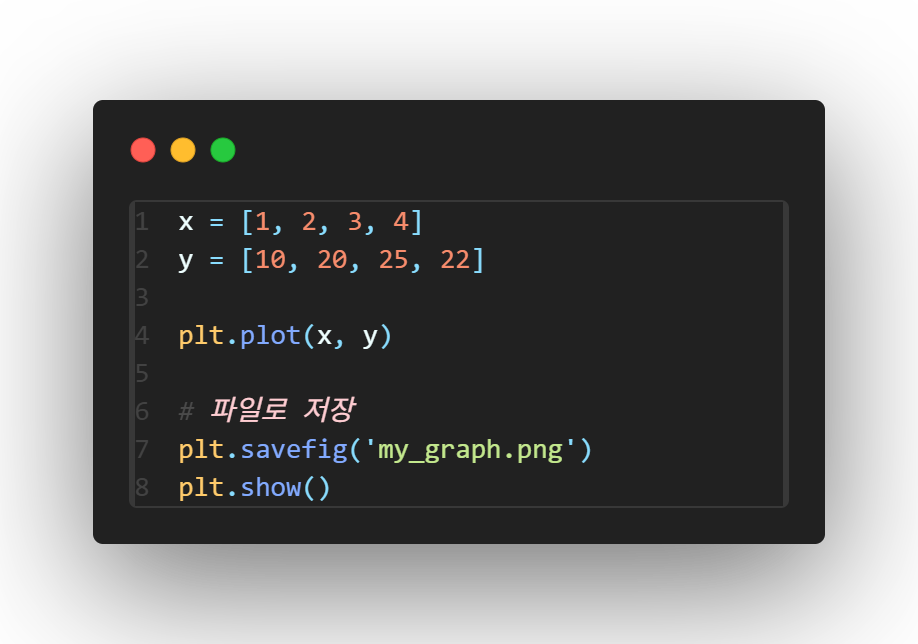 1 x = [1, 2, 3, 4]
2 y = [10, 20, 25, 22]
3
4 plt.plot(x, y)
5
6 # 파일로 저장
7 plt.savefig('my_graph.png')
8 plt.show()